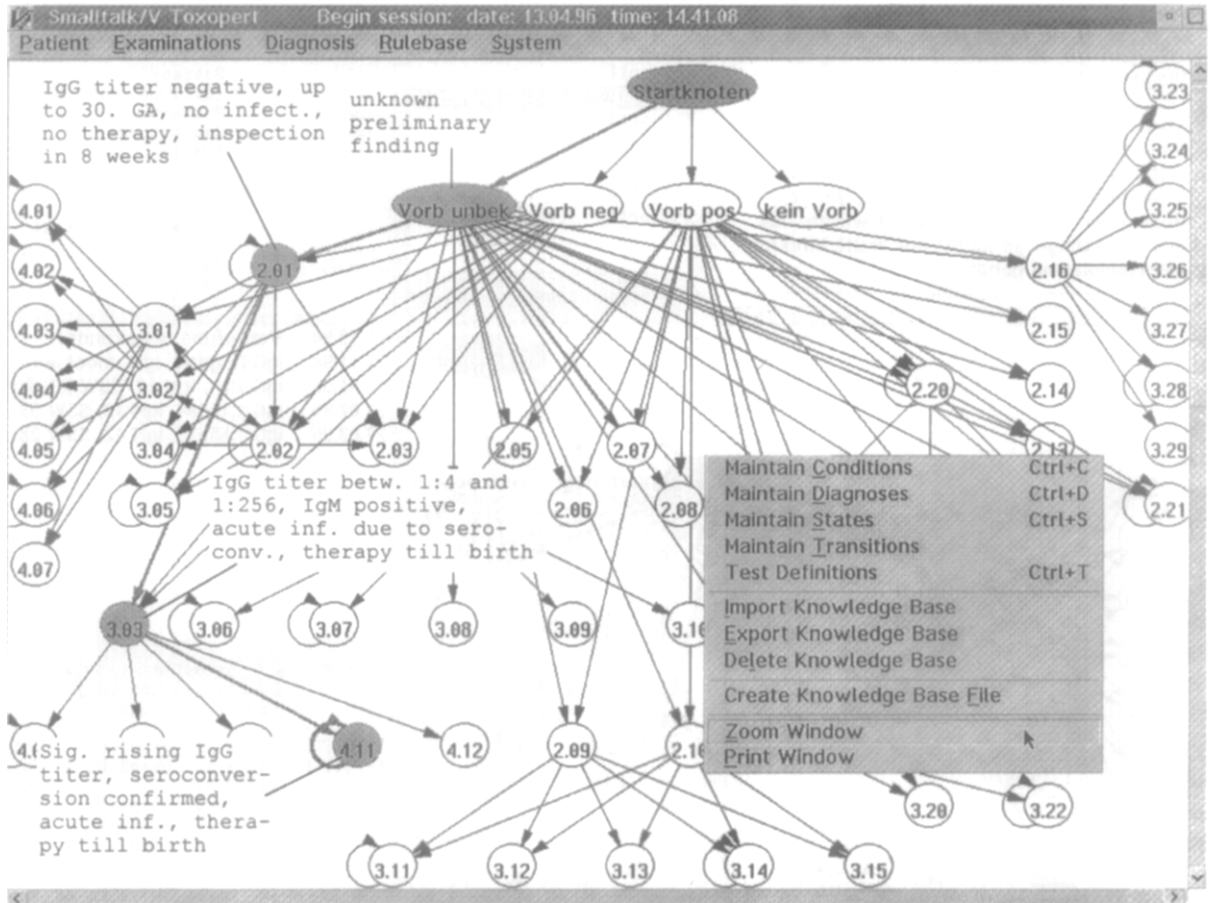 Smalltalk/V Toxopert Begin session: date: 13.04.96 time: 14.41.08
Patient Examinations Diagnosis Rulebase System
IgG titer negative, up
to 30. GA, no infect.,
no therapy, inspection
in 8 weeks
unknown
preliminary
finding
Startknoten
3.23
3.24
4.01
Vorb unbek
Vorb neg
Vorb pos
kein Vorb
3.25
4.02
2.01
2.16
3.26
4.03
3.01
2.15
3.27
4.04
3.02
2.20
2.14
3.28
4.05
3.04
2.02
2.03
2.05
2.07
2.13
3.29
IgG titer betw. 1:4 and
1:256, IgM positive,
acute inf. due to sero-
conv., therapy till birth
4.06
3.05
2.06
2.08
2.21
4.07
Maintain Conditions Ctrl+C
Maintain Diagnoses Ctrl+D
Maintain States Ctrl+S
Maintain Transitions
Test Definitions Ctrl+T
Import Knowledge Base
Export Knowledge Base
Delete Knowledge Base
Create Knowledge Base File
Zoom Window
Print Window
3.03
3.06
3.07
3.08
3.09
3.10
4.11
4.12
2.09
2.10
Sig. rising IgG
titer, seroconver-
sion confirmed,
acute inf., thera-
py till birth
3.20
3.22
3.11
3.12
3.13
3.14
3.15